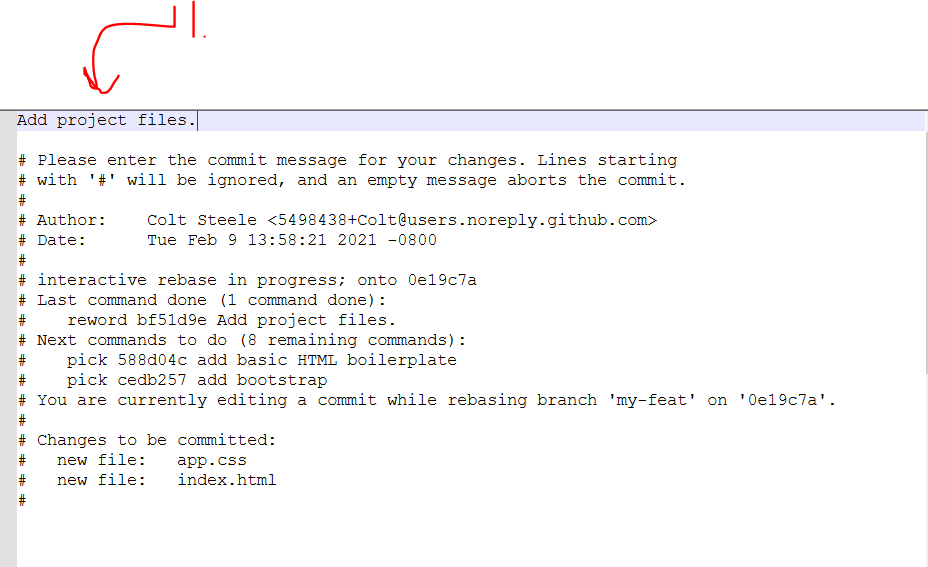 1.
Add project files.
# Please enter the commit message for your changes. Lines starting
# with '#' will be ignored, and an empty message aborts the commit.
#
# Author:    Colt Steele <5498438+Colt@users.noreply.github.com>
# Date:      Tue Feb 9 13:58:21 2021 -0800
#
# interactive rebase in progress; onto 0e19c7a
# Last command done (1 command done):
#    reword bf51d9e Add project files.
# Next commands to do (8 remaining commands):
#    pick 588d04c add basic HTML boilerplate
#    pick cedb257 add bootstrap
# You are currently editing a commit while rebasing branch 'my-feat' on '0e19c7a'.
#
# Changes to be committed:
#   new file:   app.css
#   new file:   index.html
#